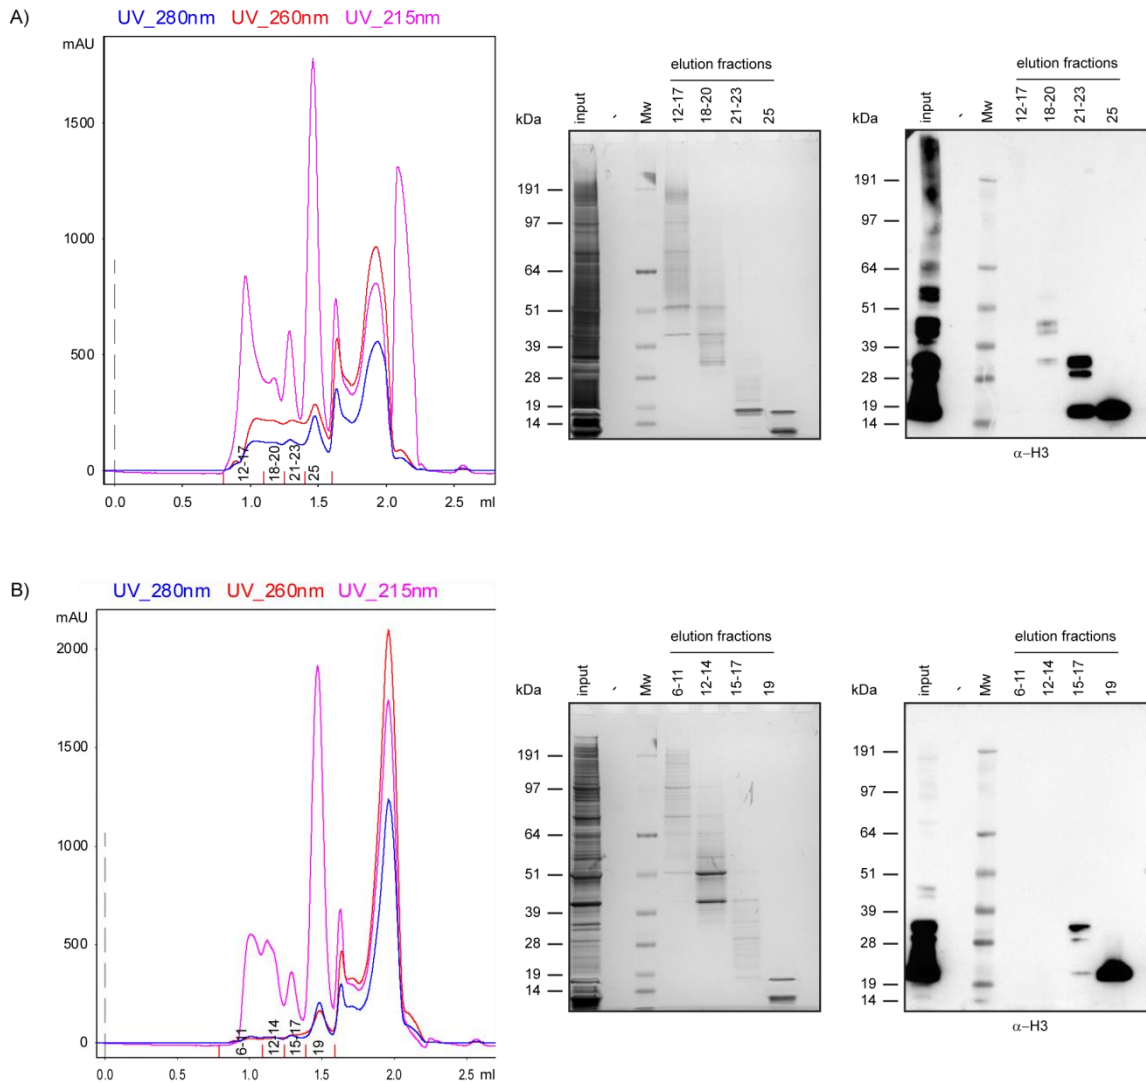 A)
UV_280nm UV_260nm UV_215nm
mAU
1500
1000
500
0
12-17 18-20 21-23 25
0.0 0.5 1.0 1.5 2.0 2.5 ml
elution fractions
kDa input - Mw 12-17 18-20 21-23 25
191
97
64
51
39
28
19
14
elution fractions
kDa input - Mw 12-17 18-20 21-23 25
191
97
64
51
39
28
19
14
α–H3
B)
UV_280nm UV_260nm UV_215nm
mAU
2000
1500
1000
500
0
6-11 12-14 15-17 19
0.0 0.5 1.0 1.5 2.0 2.5 ml
elution fractions
kDa input - Mw 6-11 12-14 15-17 19
191
97
64
51
39
28
19
14
elution fractions
kDa input - Mw 6-11 12-14 15-17 19
191
97
64
51
39
28
19
14
α–H3